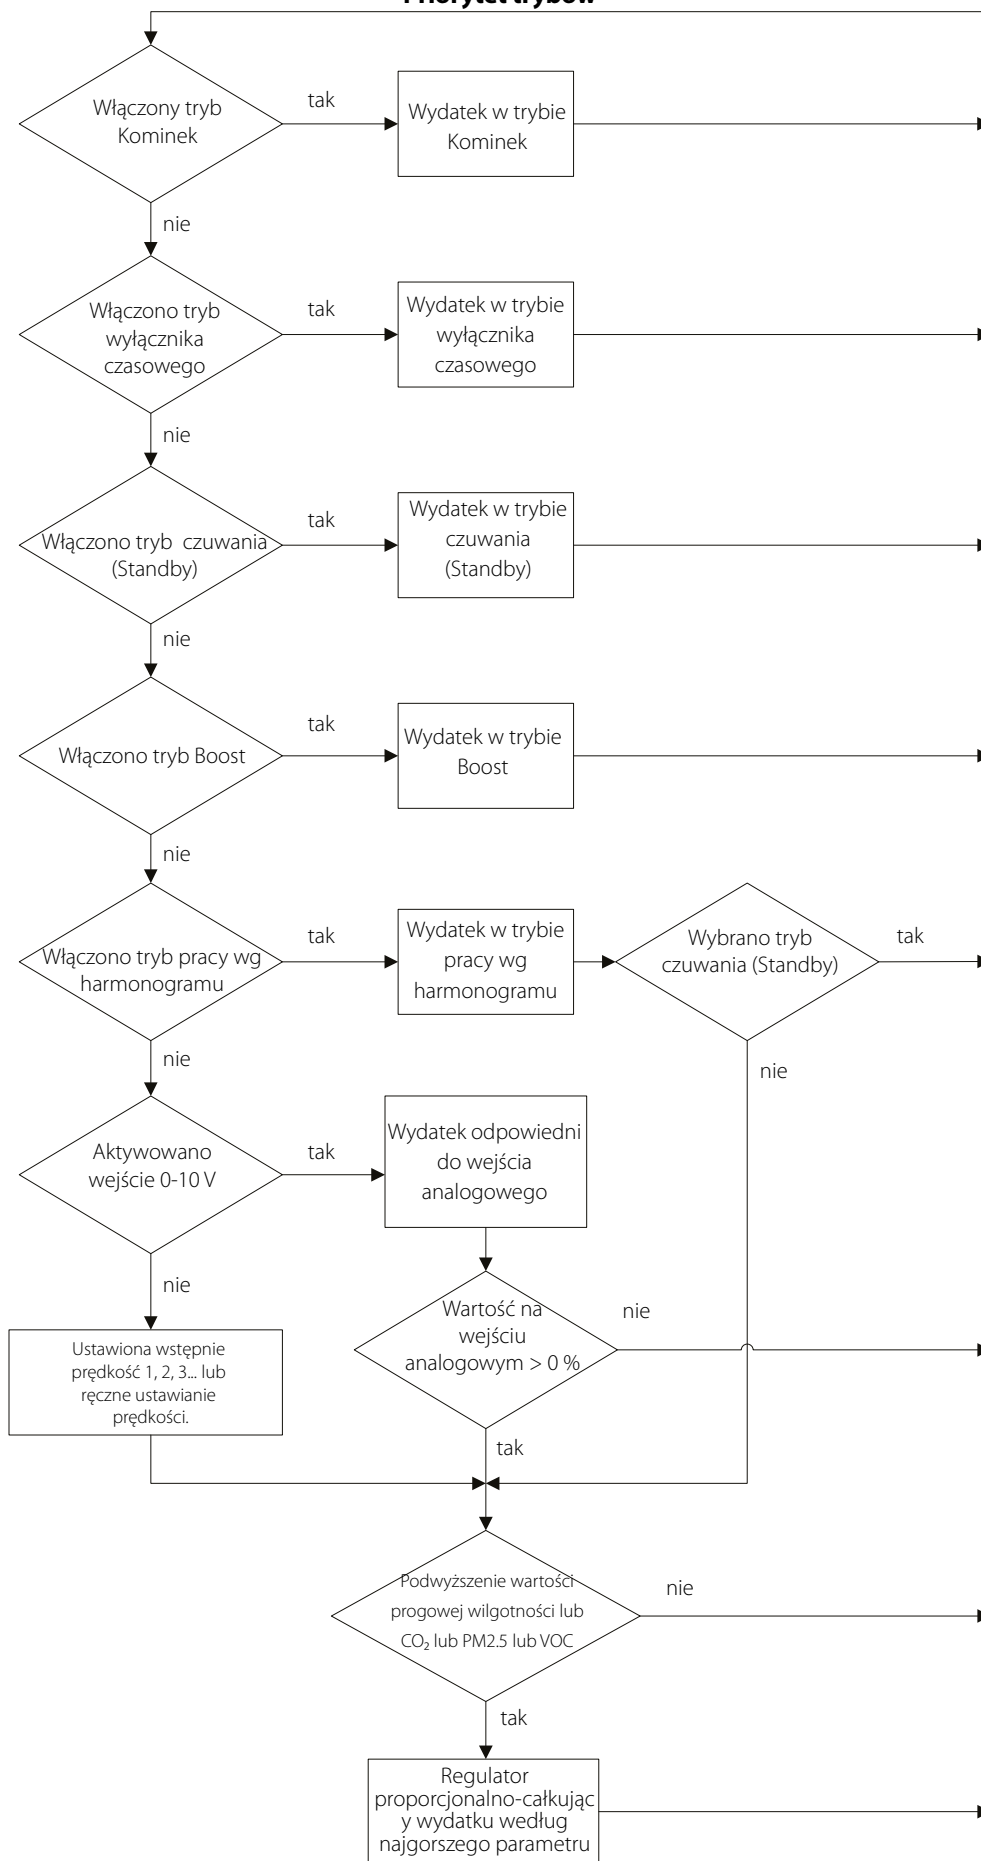 Priorytet trybów
Włączony tryb
Kominek
tak
Wydatek w trybie
Kominek
nie
Włączono tryb
wyłącznika
czasowego
tak
Wydatek w trybie
wyłącznika
czasowego
nie
Włączono tryb czuwania
(Standby)
tak
Wydatek w trybie
czuwania
(Standby)
nie
Włączono tryb Boost
tak
Wydatek w trybie
Boost
nie
Włączono tryb pracy wg
harmonogramu
tak
Wydatek w trybie
pracy wg
harmonogramu
Wybrano tryb
czuwania (Standby)
tak
nie
nie
Aktywowano
wejście 0-10 V
tak
Wydatek odpowiedni
do wejścia
analogowego
nie
Wartość na
wejściu
analogowym > 0 %
nie
Ustawiona wstępnie
prędkość 1, 2, 3... lub
ręczne ustawianie
prędkości.
tak
Podwyższenie wartości
progowej wilgotności lub
CO₂ lub PM2.5 lub VOC
nie
tak
Regulator
proporcjonalno-całkując
y wydatku według
najgorszego parametru